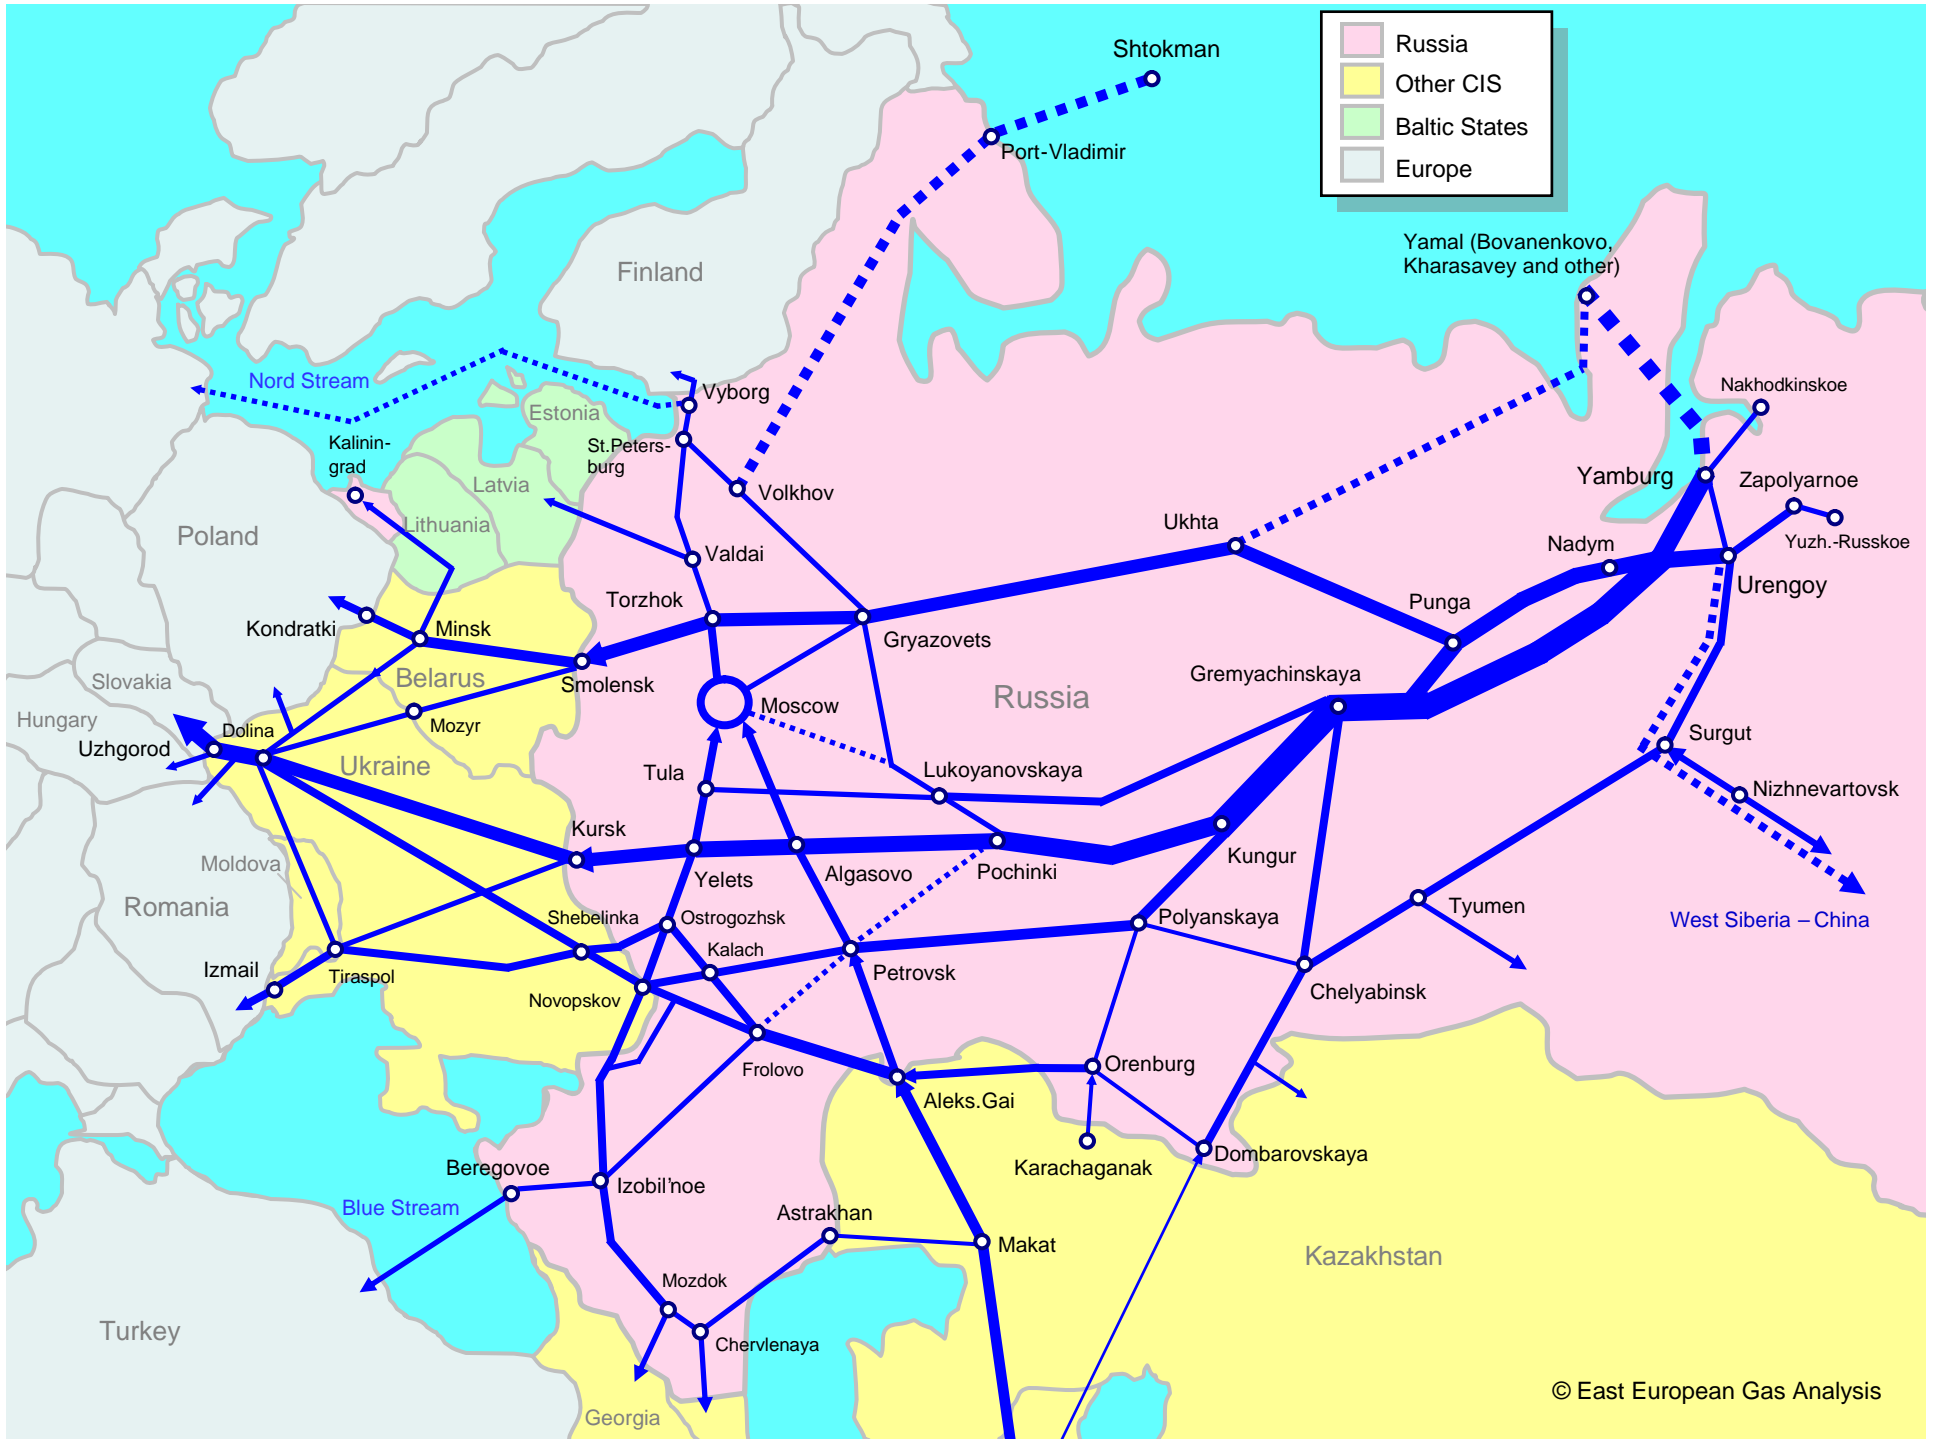 Shtokman
Russia
Other CIS
Baltic States
Europe
Port-Vladimir
Yamal (Bovanenkovo,
Kharasavey and other)
Finland
Nord Stream
Vyborg
Nakhodkinskoe
Estonia
Kalinin-
grad
St.Peters-
burg
Latvia
Volkhov
Yamburg
Zapolyarnoe
Lithuania
Ukhta
Poland
Nadym
Yuzh.-Russkoe
Valdai
Urengoy
Torzhok
Punga
Kondratki
Minsk
Gryazovets
Slovakia
Belarus
Smolensk
Gremyachinskaya
Russia
Moscow
Hungary
Dolina
Mozyr
Uzhgorod
Surgut
Ukraine
Tula
Lukoyanovskaya
Nizhnevartovsk
Kursk
Kungur
Moldova
Yelets
Algasovo
Pochinki
Romania
Shebelinka
Ostrogozhsk
Polyanskaya
Tyumen
West Siberia – China
Kalach
Izmail
Tiraspol
Petrovsk
Novopskov
Chelyabinsk
Frolovo
Orenburg
Aleks.Gai
Karachaganak
Dombarovskaya
Beregovoe
Izobil'noe
Blue Stream
Astrakhan
Makat
Kazakhstan
Mozdok
Turkey
Chervlenaya
Georgia
© East European Gas Analysis